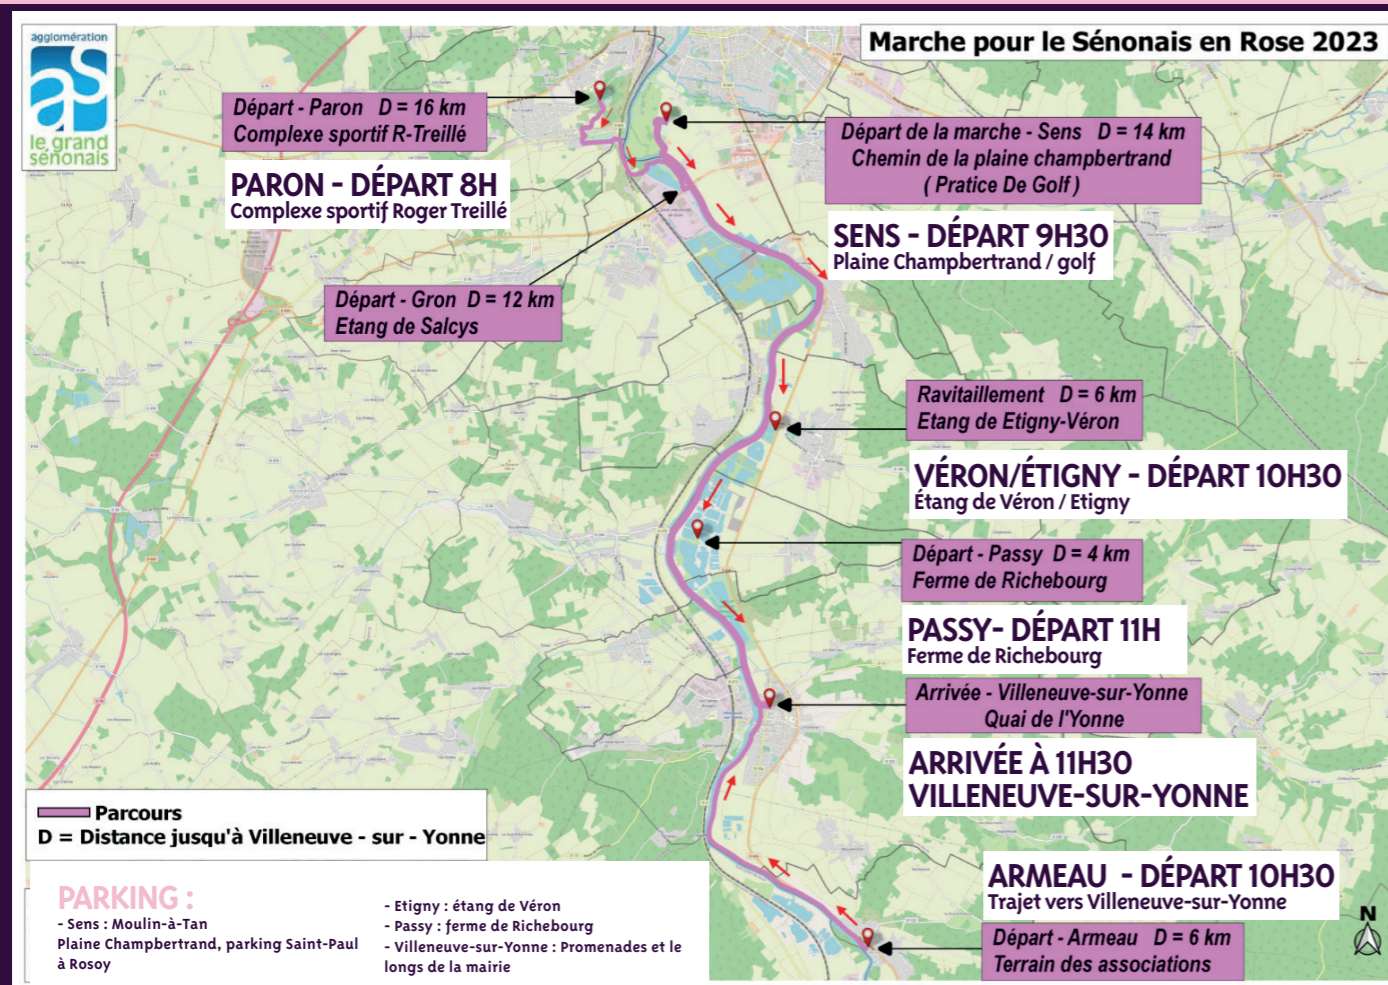 agglomération
as
le grand
sénonais
Marche pour le Sénonais en Rose 2023
Départ - Paron D = 16 km
Complexe sportif R-Treillé
PARON - DÉPART 8H
Complexe sportif Roger Treillé
Départ de la marche - Sens D = 14 km
Chemin de la plaine champbertrand
( Pratice De Golf )
SENS - DÉPART 9H30
Plaine Champbertrand / golf
Départ - Gron D = 12 km
Etang de Salcys
Ravitaillement D = 6 km
Etang de Etigny-Véron
VÉRON/ÉTIGNY - DÉPART 10H30
Étang de Véron / Etigny
Départ - Passy D = 4 km
Ferme de Richebourg
PASSY- DÉPART 11H
Ferme de Richebourg
Arrivée - Villeneuve-sur-Yonne
Quai de l'Yonne
ARRIVÉE À 11H30
VILLENEUVE-SUR-YONNE
Parcours
D = Distance jusqu'à Villeneuve - sur - Yonne
ARMEAU - DÉPART 10H30
Trajet vers Villeneuve-sur-Yonne
Départ - Armeau D = 6 km
Terrain des associations
N
PARKING :
- Sens : Moulin-à-Tan
Plaine Champbertrand, parking Saint-Paul
à Rosoy
- Etigny : étang de Véron
- Passy : ferme de Richebourg
- Villeneuve-sur-Yonne : Promenades et le
longs de la mairie